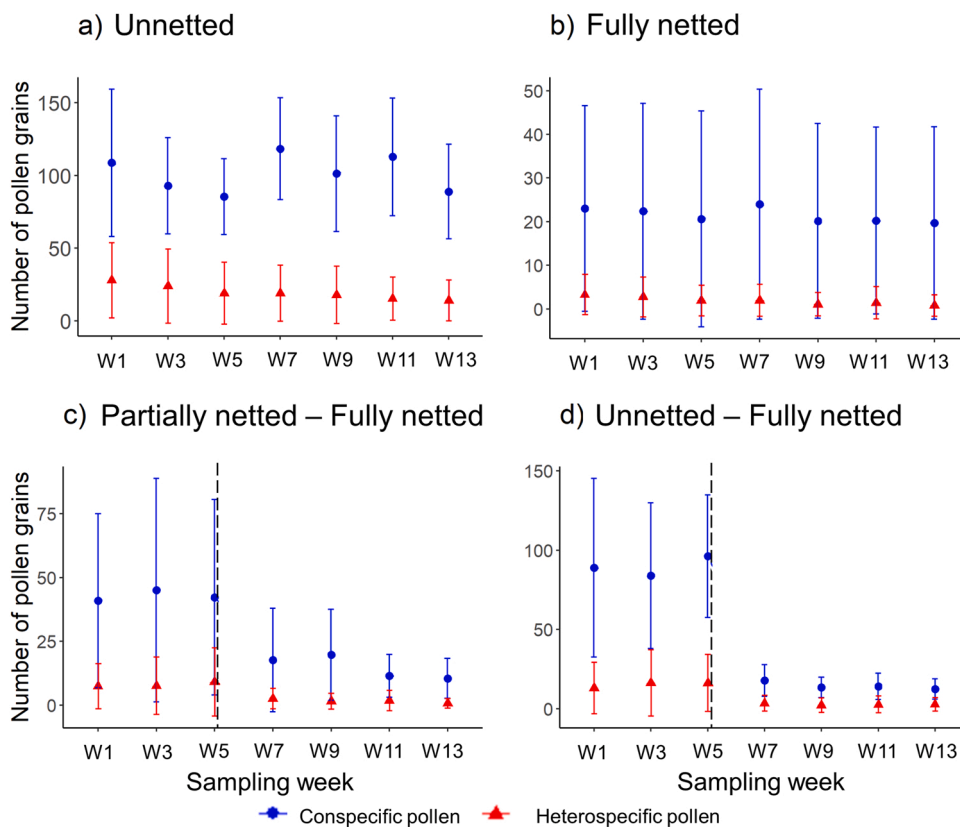 a) Unnetted
b) Fully netted
Number of pollen grains
150
100
50
0
W1 W3 W5 W7 W9 W11 W13
50
40
30
20
10
0
W1 W3 W5 W7 W9 W11 W13
c) Partially netted – Fully netted
d) Unnetted – Fully netted
Number of pollen grains
75
50
25
0
W1 W3 W5 W7 W9 W11 W13
Sampling week
150
100
50
0
W1 W3 W5 W7 W9 W11 W13
Sampling week
Conspecific pollen
Heterospecific pollen